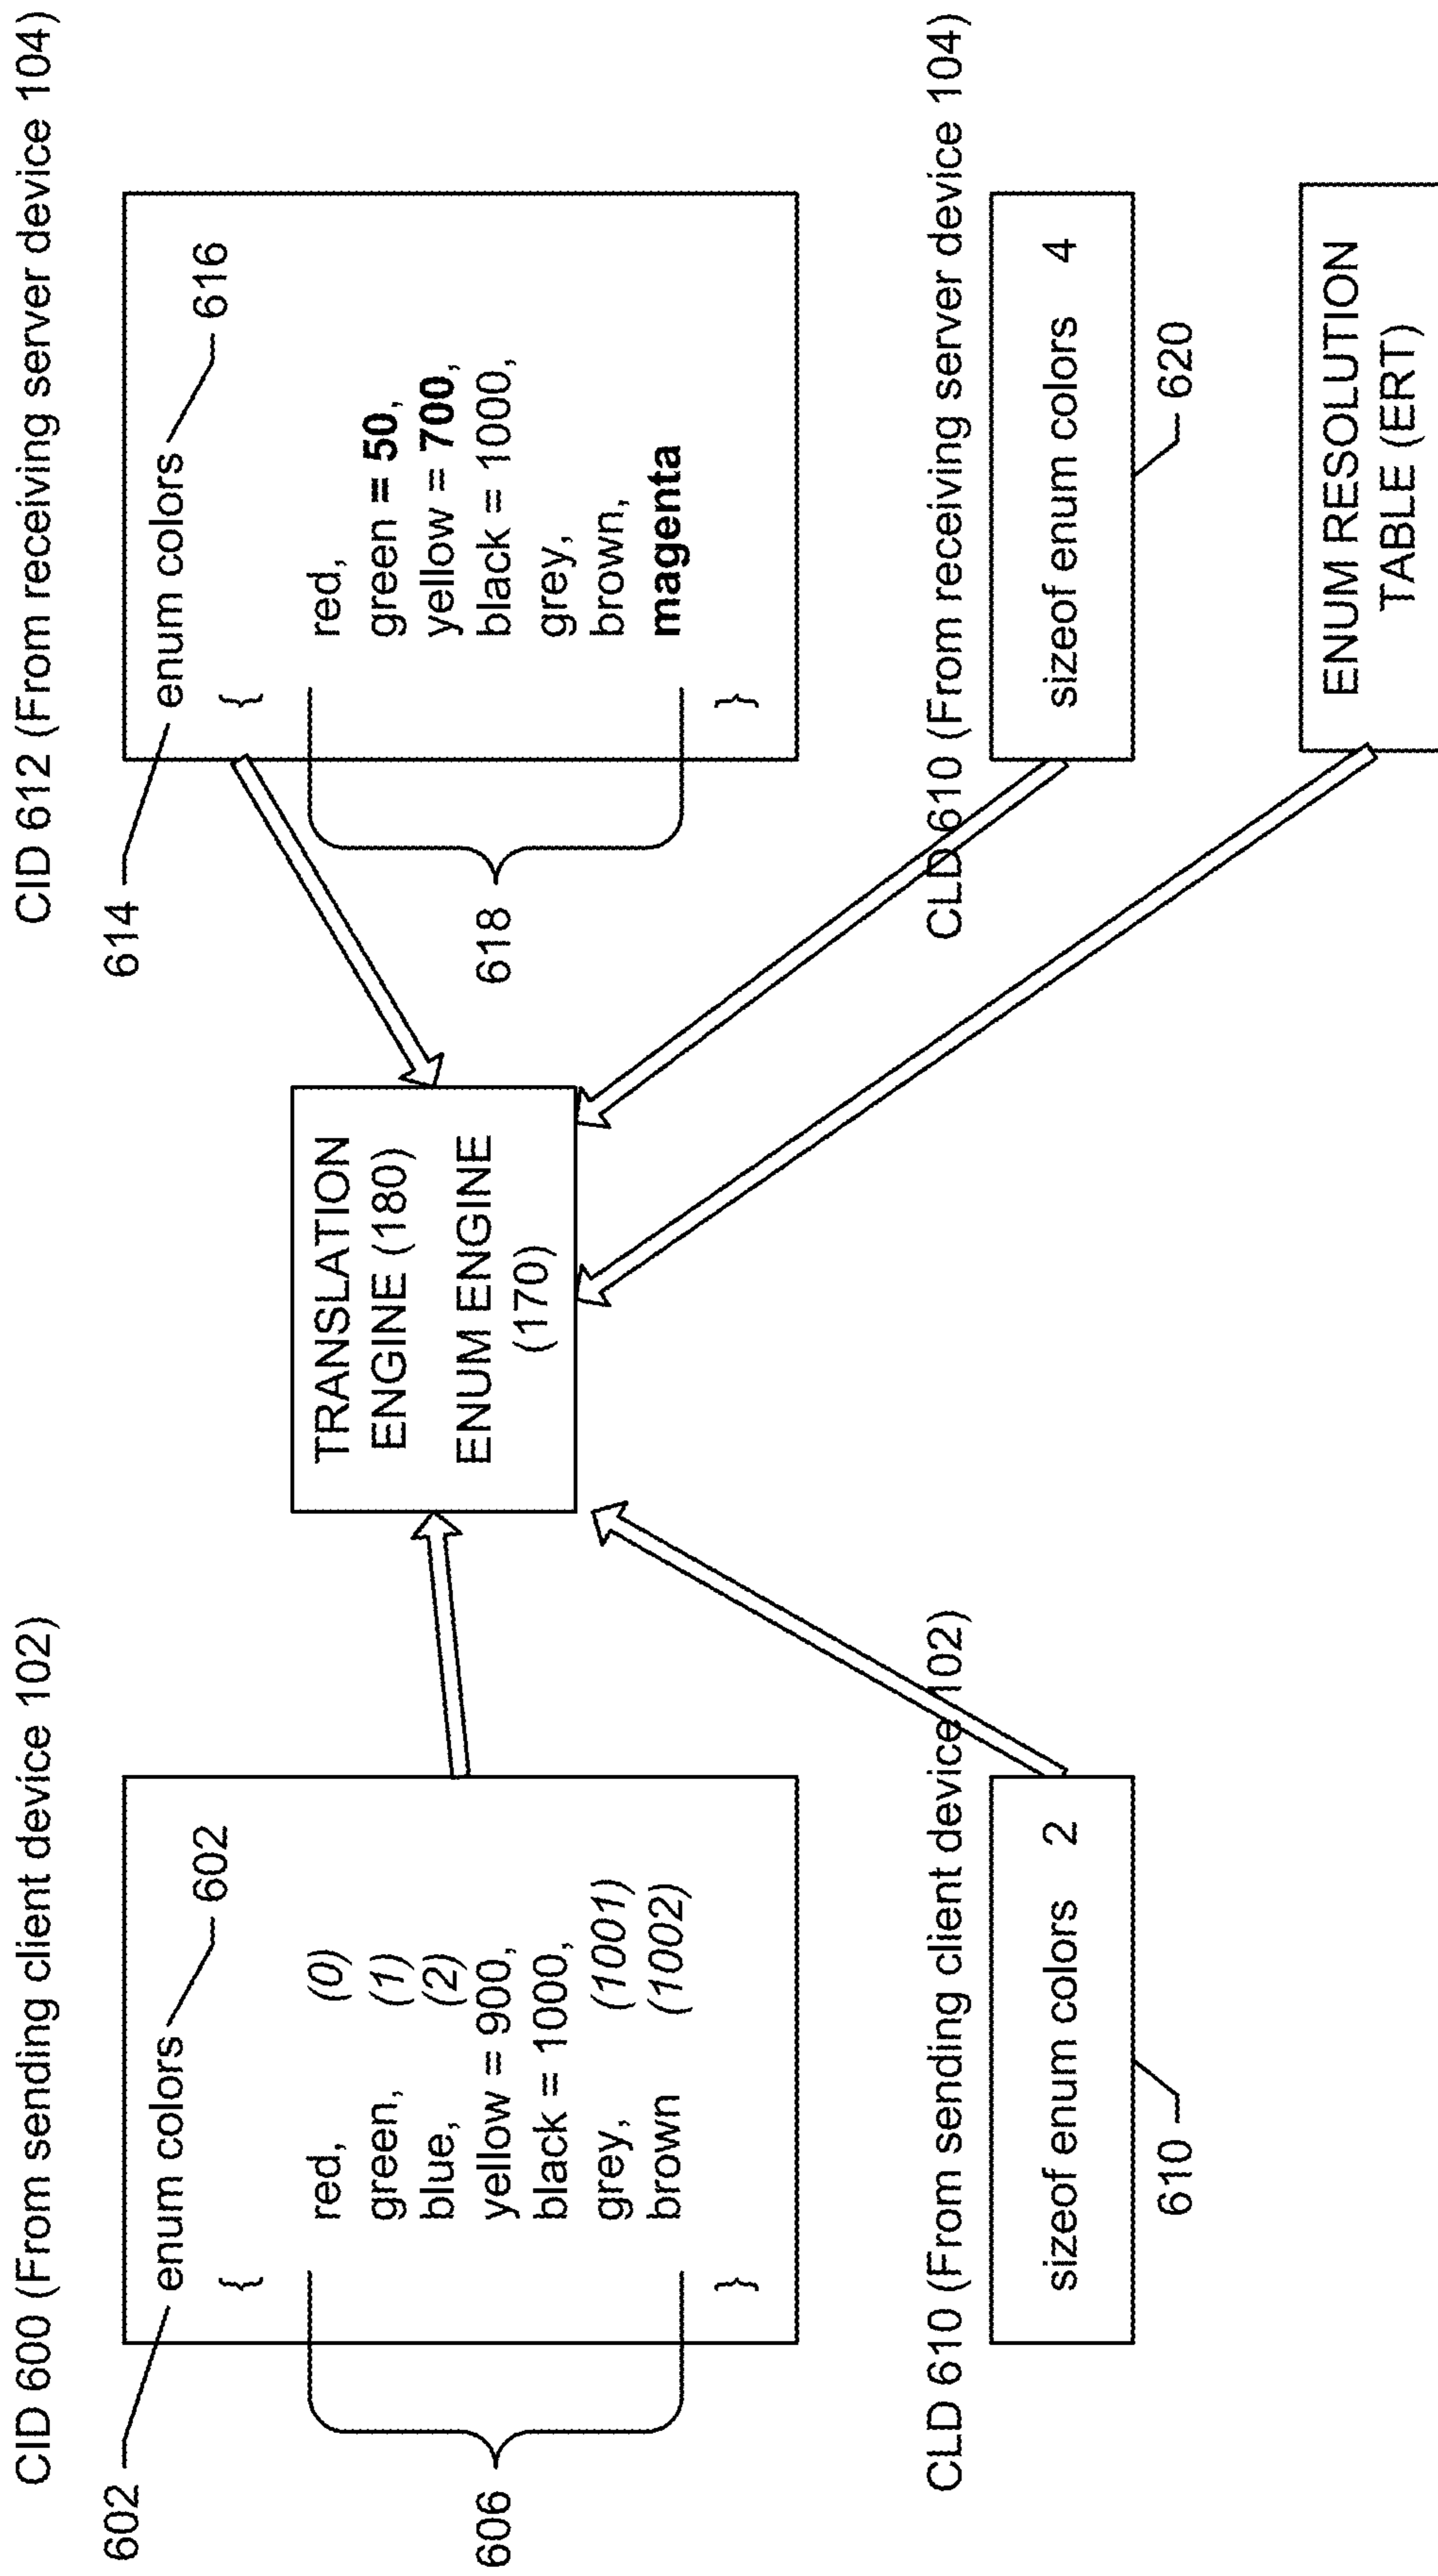 CID 600 (From sending client device 102)
602
enum colors
602
{
red, (0)
green, (1)
blue, (2)
yellow = 900,
black = 1000,
grey, (1001)
brown (1002)
}
606
CLD 610 (From sending client device 102)
sizeof enum colors 2
610
TRANSLATION
ENGINE (180)
ENUM ENGINE
(170)
CID 612 (From receiving server device 104)
614
enum colors
616
{
red,
green = 50,
yellow = 700,
black = 1000,
grey,
brown,
magenta
}
618
CLD 610 (From receiving server device 104)
sizeof enum colors 4
620
ENUM RESOLUTION
TABLE (ERT)